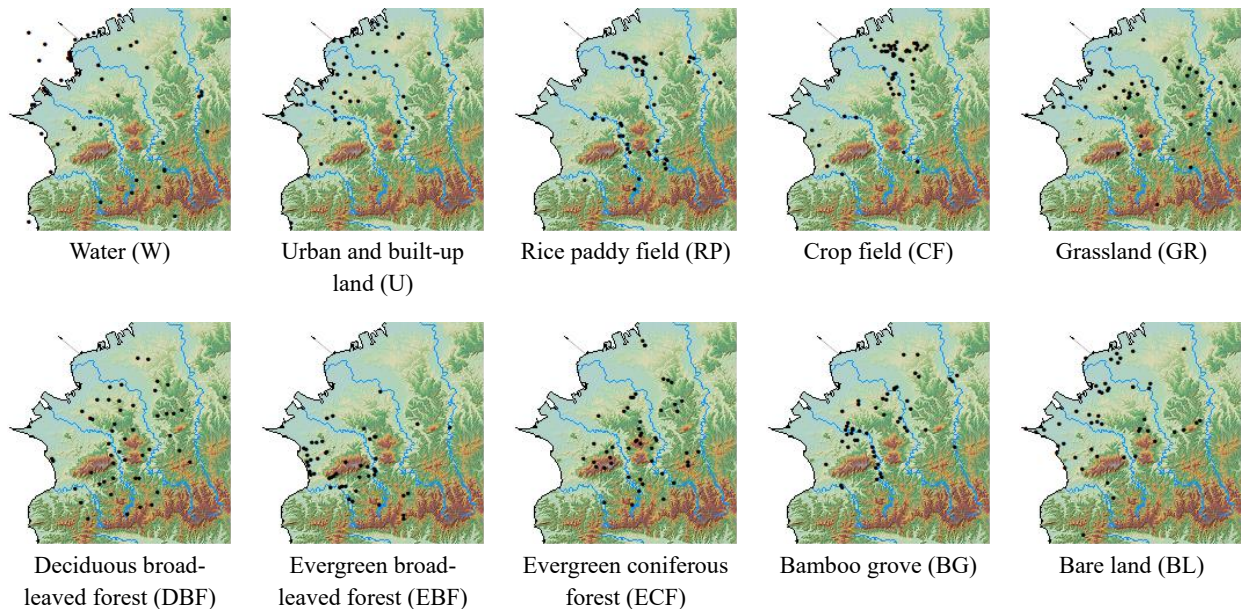 Water (W)
Urban and built-up
land (U)
Rice paddy field (RP)
Crop field (CF)
Grassland (GR)
Deciduous broad-
leaved forest (DBF)
Evergreen broad-
leaved forest (EBF)
Evergreen coniferous
forest (ECF)
Bamboo grove (BG)
Bare land (BL)